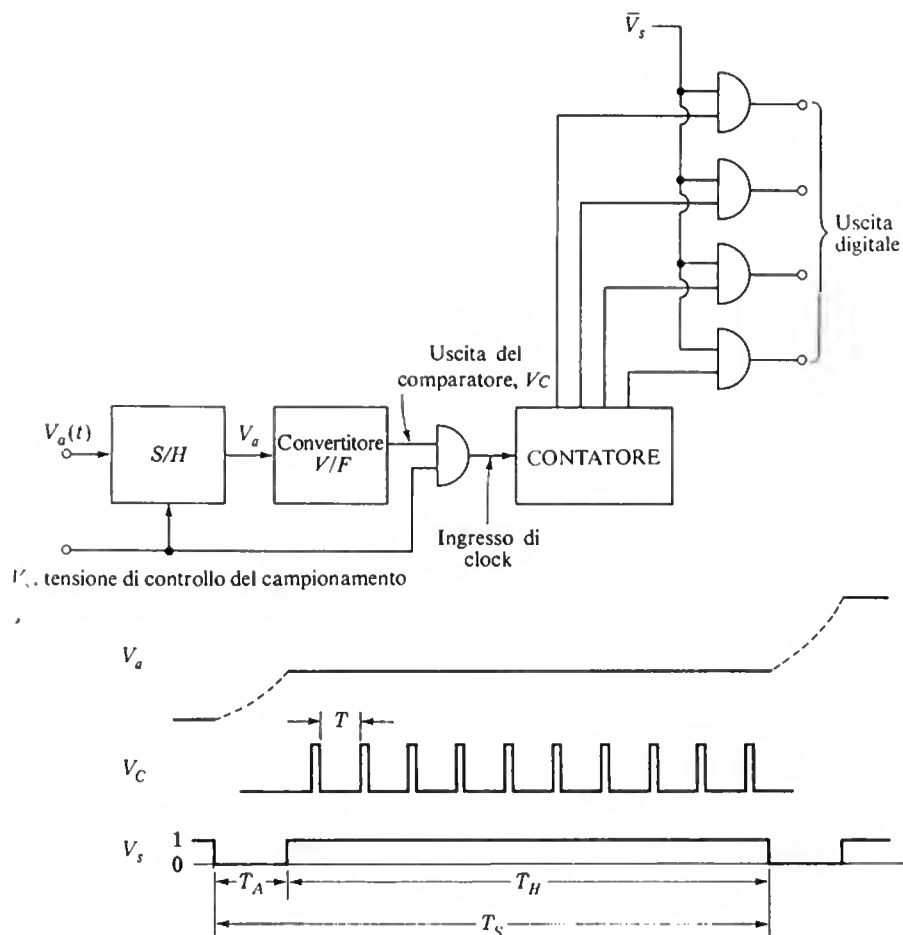 V̄s
Uscita
digitale
Uscita del
comparatore, VC
Va(t)
S/H
Va
Convertitore
V/F
CONTATORE
Ingresso di
clock
tensione di controllo del campionamento
Va
T
VC
Vs
1
0
TA
TH
TS